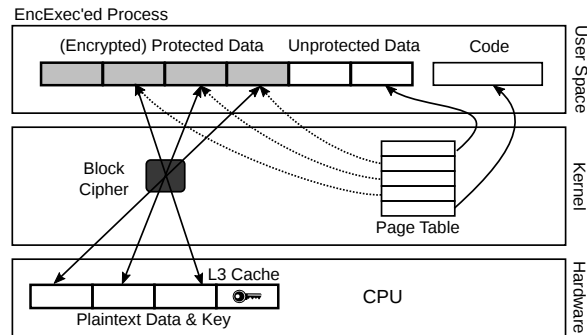 EncExec'ed Process
(Encrypted) Protected Data
Unprotected Data
Code
User Space
Block
Cipher
Page Table
Kernel
L3 Cache
CPU
Plaintext Data & Key
Hardware